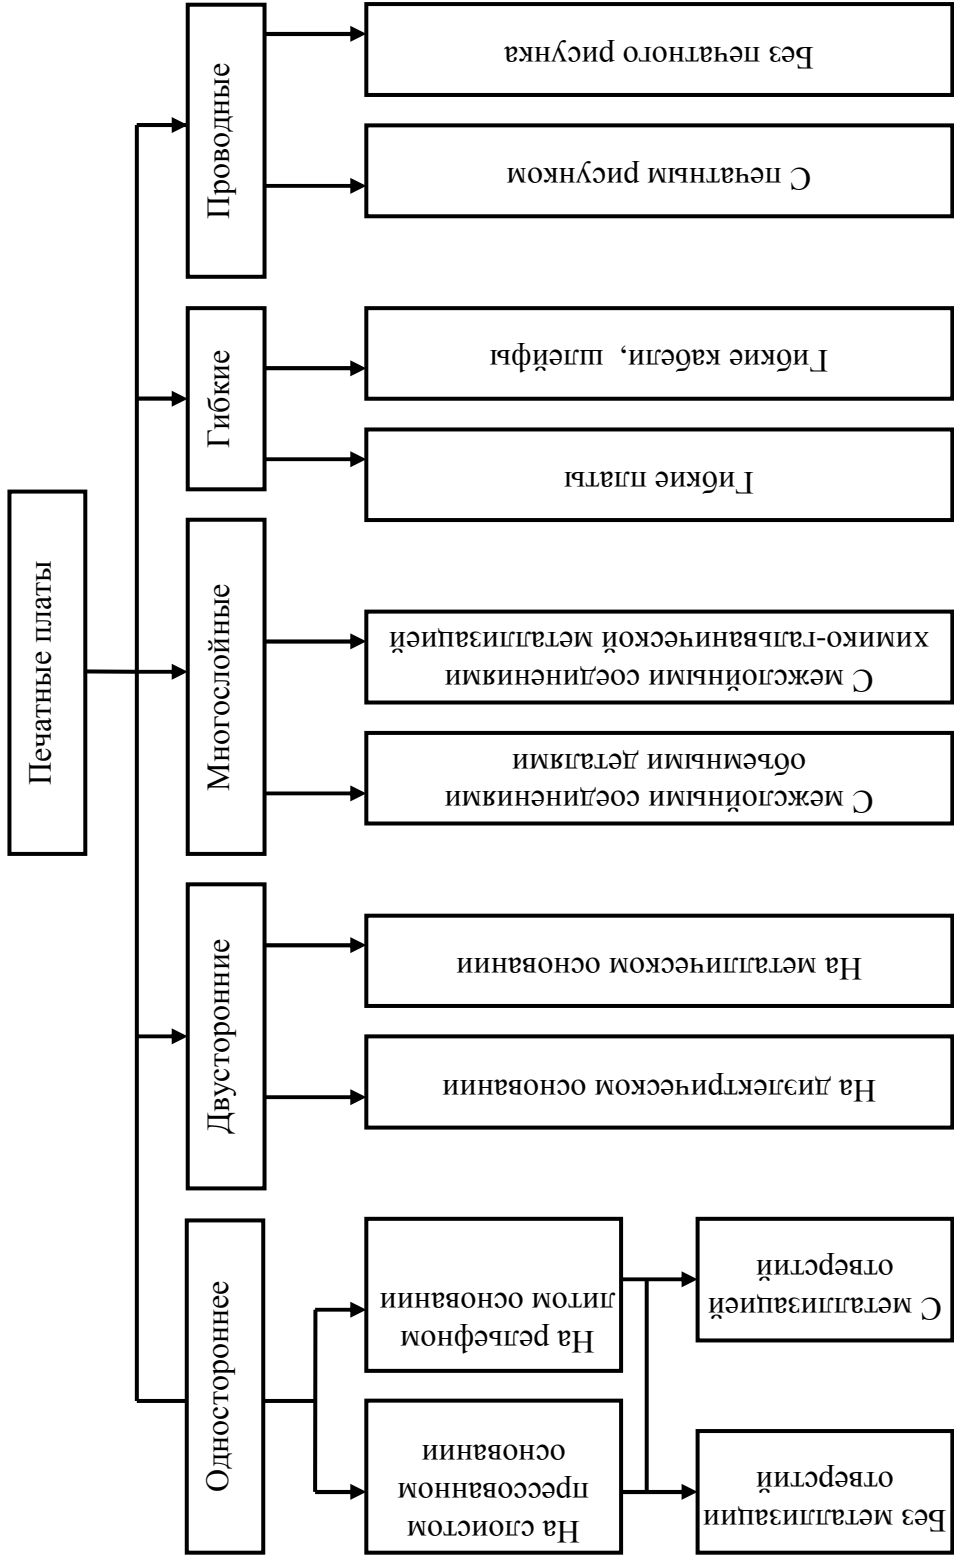 Печатные платы
Одностороннее
Двусторонние
Многослойные
Гибкие
Проводные
На слоистом
прессованном
основании
На рельефном
литом основании
Без металлизации
отверстий
С металлизацией
отверстий
На диэлектрическом основании
На металлическом основании
С межслойными соединениями
объемными деталями
С межслойными соединениями
химико-гальванической металлизацией
Гибкие платы
Гибкие кабели, шлейфы
С печатным рисунком
Без печатного рисунка